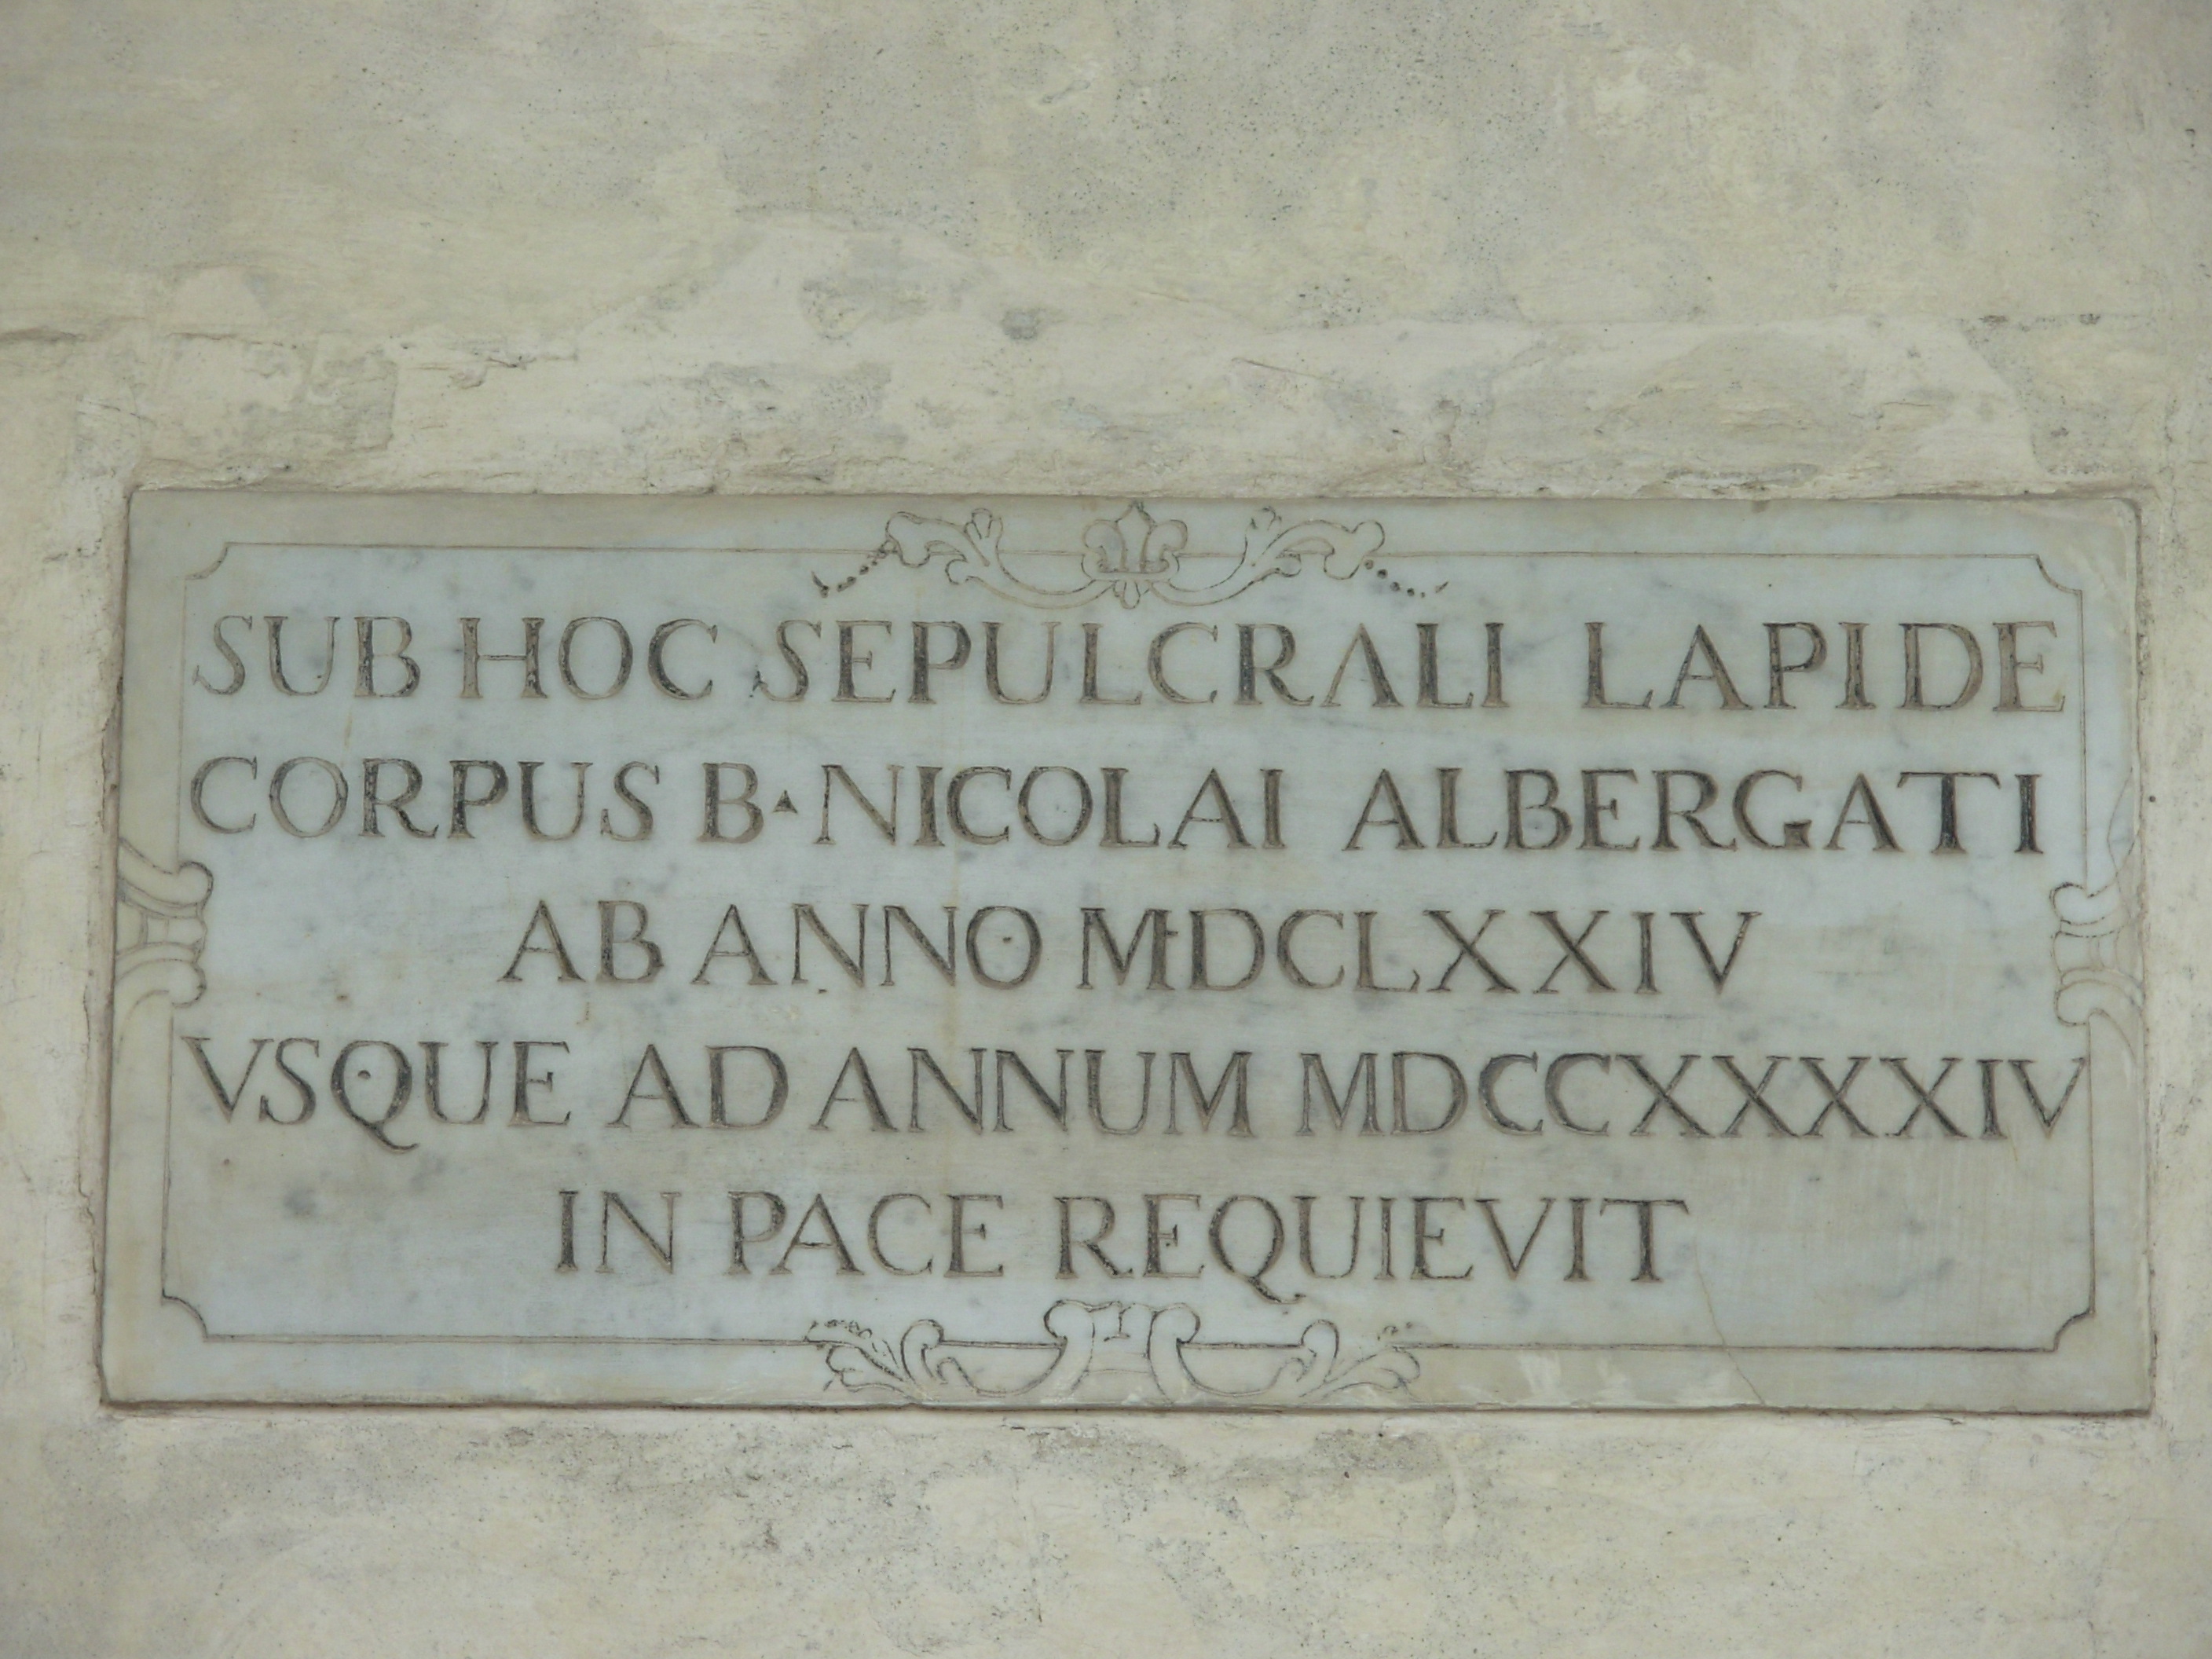 SUB HOC SEPULCRALI LAPIDE
CORPUS B. NICOLAI ALBERGATI
AB ANNO MDCLXXIV
VSQUE AD ANNUM MDCCXXXXIV
IN PACE REQUIEVIT